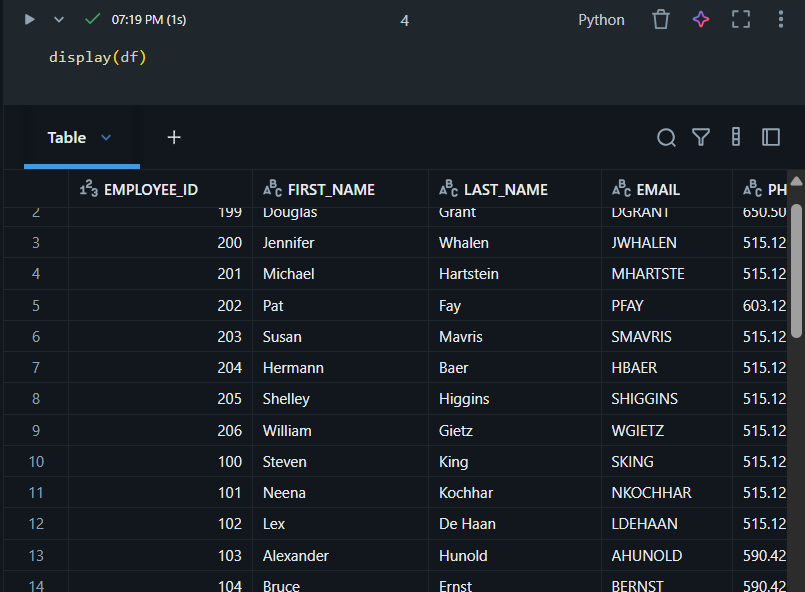 07:19 PM (1s) 4 Python
display(df)
Table +
123 EMPLOYEE_ID ABC FIRST_NAME ABC LAST_NAME ABC EMAIL ABC PH
2 199 Douglas Grant DGRANT 650.50
3 200 Jennifer Whalen JWHALEN 515.12
4 201 Michael Hartstein MHARTSTE 515.12
5 202 Pat Fay PFAY 603.12
6 203 Susan Mavris SMAVRIS 515.12
7 204 Hermann Baer HBAER 515.12
8 205 Shelley Higgins SHIGGINS 515.12
9 206 William Gietz WGIETZ 515.12
10 100 Steven King SKING 515.12
11 101 Neena Kochhar NKOCHHAR 515.12
12 102 Lex De Haan LDEHAAN 515.12
13 103 Alexander Hunold AHUNOLD 590.42
14 104 Bruce Ernst BERNST 590.42